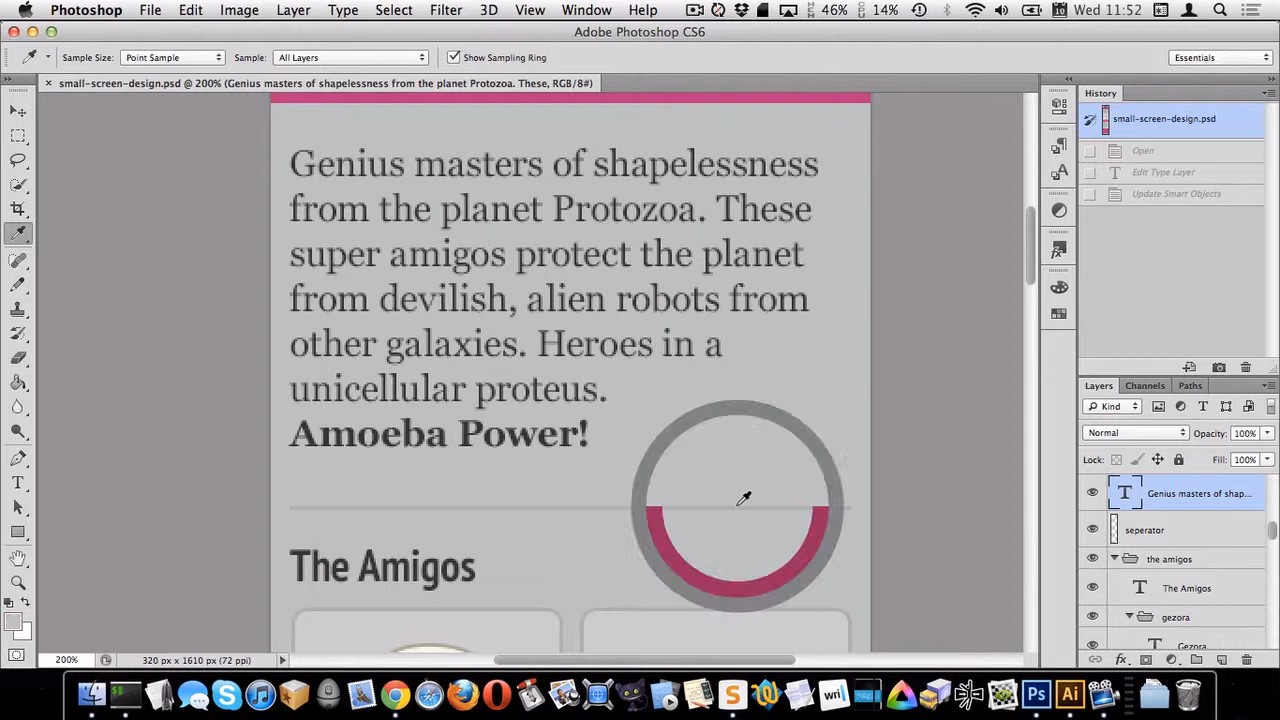 Photoshop File Edit Image Layer Type Select Filter 3D View Window Help 46% 14% Wed 11:52
Adobe Photoshop CS6
Sample Size: Point Sample Sample: All Layers Show Sampling Ring Essentials
small-screen-design.psd @ 200% (Genius masters of shapelessness from the planet Protozoa. These, RGB/8#)
History
small-screen-design.psd
Open
Edit Type Layer
Update Smart Objects
Genius masters of shapelessness
from the planet Protozoa. These
super amigos protect the planet
from devilish, alien robots from
other galaxies. Heroes in a
unicellular proteus.
Amoeba Power!
The Amigos
Layers Channels Paths
Kind
Normal Opacity: 100%
Lock: Fill: 100%
Genius masters of shap...
seperator
the amigos
The Amigos
gezora
Gezora
200% 320 px x 1610 px (72 ppi)
S wri Ps Ai